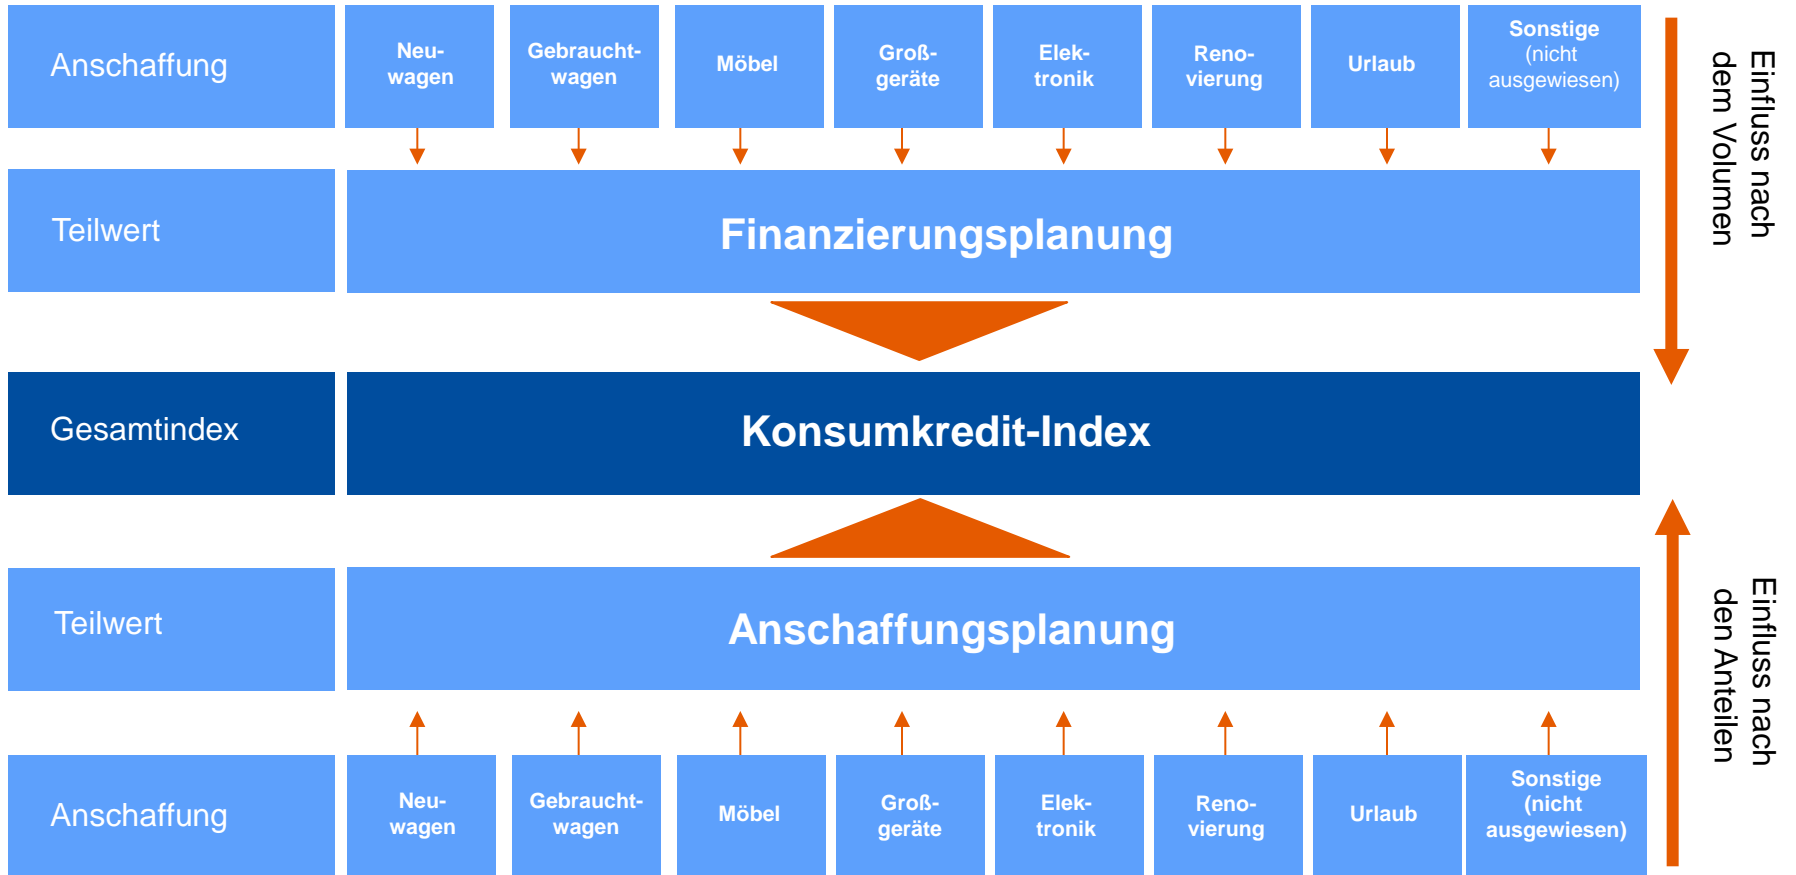 Anschaffung
Neu-
wagen
Gebraucht-
wagen
Möbel
Groß-
geräte
Elek-
tronik
Reno-
vierung
Urlaub
Sonstige
(nicht
ausgewiesen)
Einfluss nach
dem Volumen
Teilwert
Finanzierungsplanung
Gesamtindex
Konsumkredit-Index
Teilwert
Anschaffungsplanung
Einfluss nach
den Anteilen
Anschaffung
Neu-
wagen
Gebraucht-
wagen
Möbel
Groß-
geräte
Elek-
tronik
Reno-
vierung
Urlaub
Sonstige
(nicht
ausgewiesen)